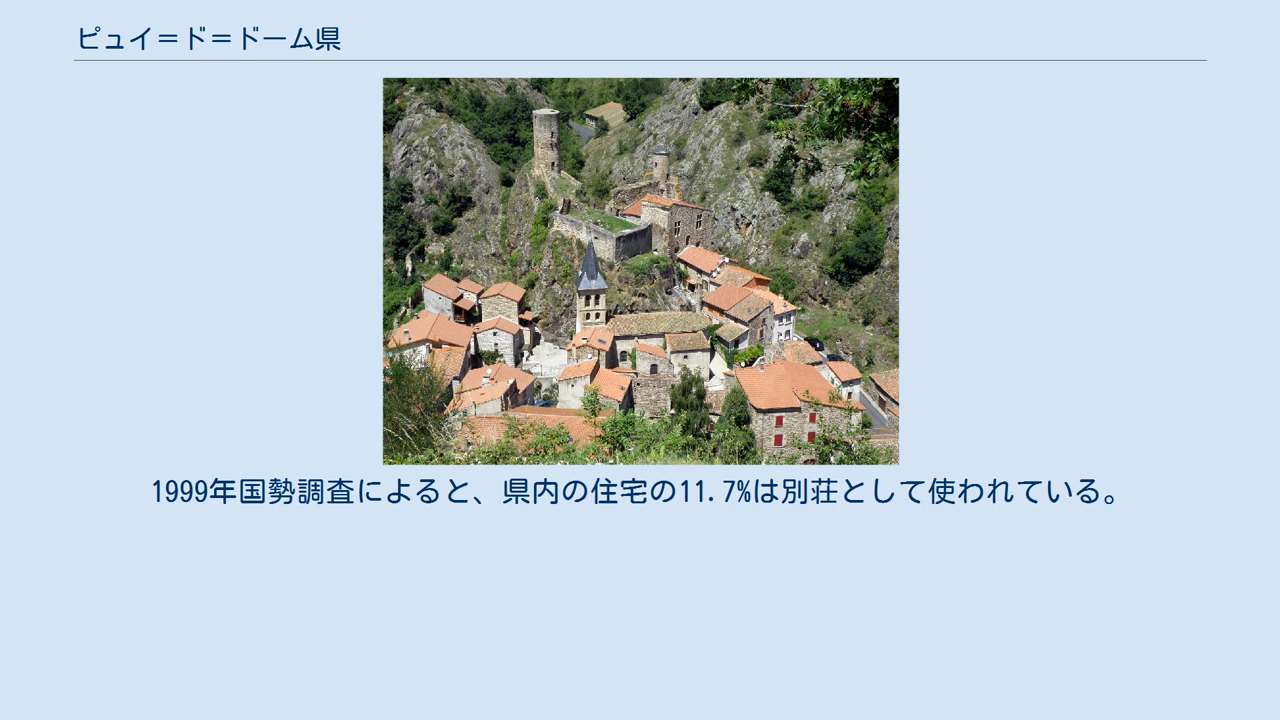 ピュイ＝ド＝ドーム県
1999年国勢調査によると、県内の住宅の11.7%は別荘として使われている。